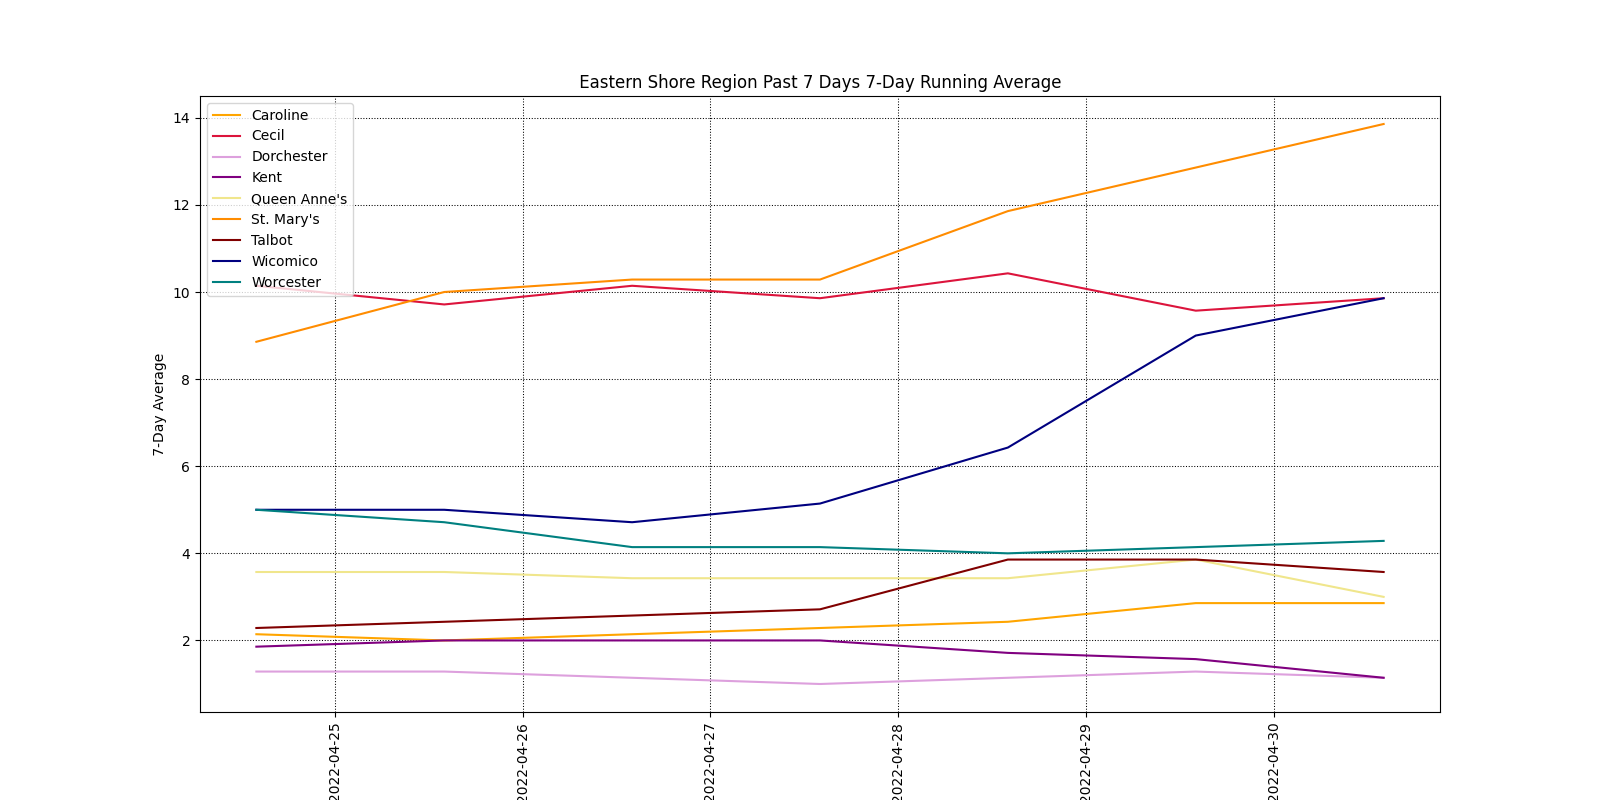 Eastern Shore Region Past 7 Days 7-Day Running Average
Caroline
Cecil
Dorchester
Kent
Queen Anne's
St. Mary's
Talbot
Wicomico
Worcester
14
12
10
8
6
4
2
7-Day Average
2022-04-25
2022-04-26
2022-04-27
2022-04-28
2022-04-29
2022-04-30